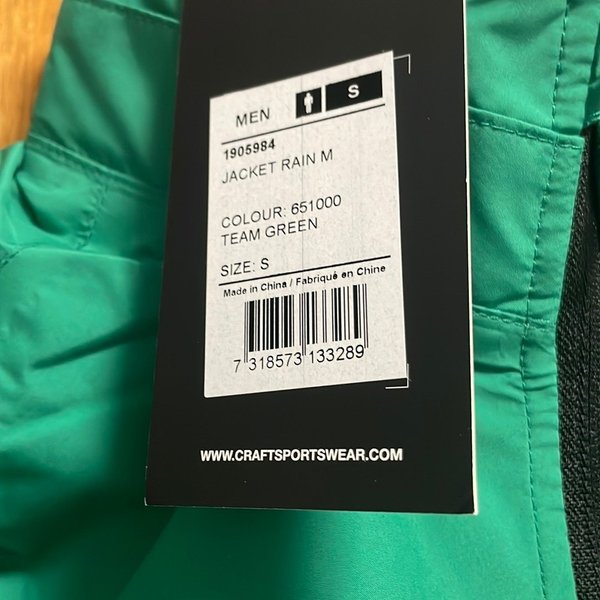 MEN S
1905984
JACKET RAIN M
COLOUR: 651000
TEAM GREEN
SIZE: S
Made in China / Fabriqué en Chine
7 318573 133289
WWW.CRAFTSPORTSWEAR.COM